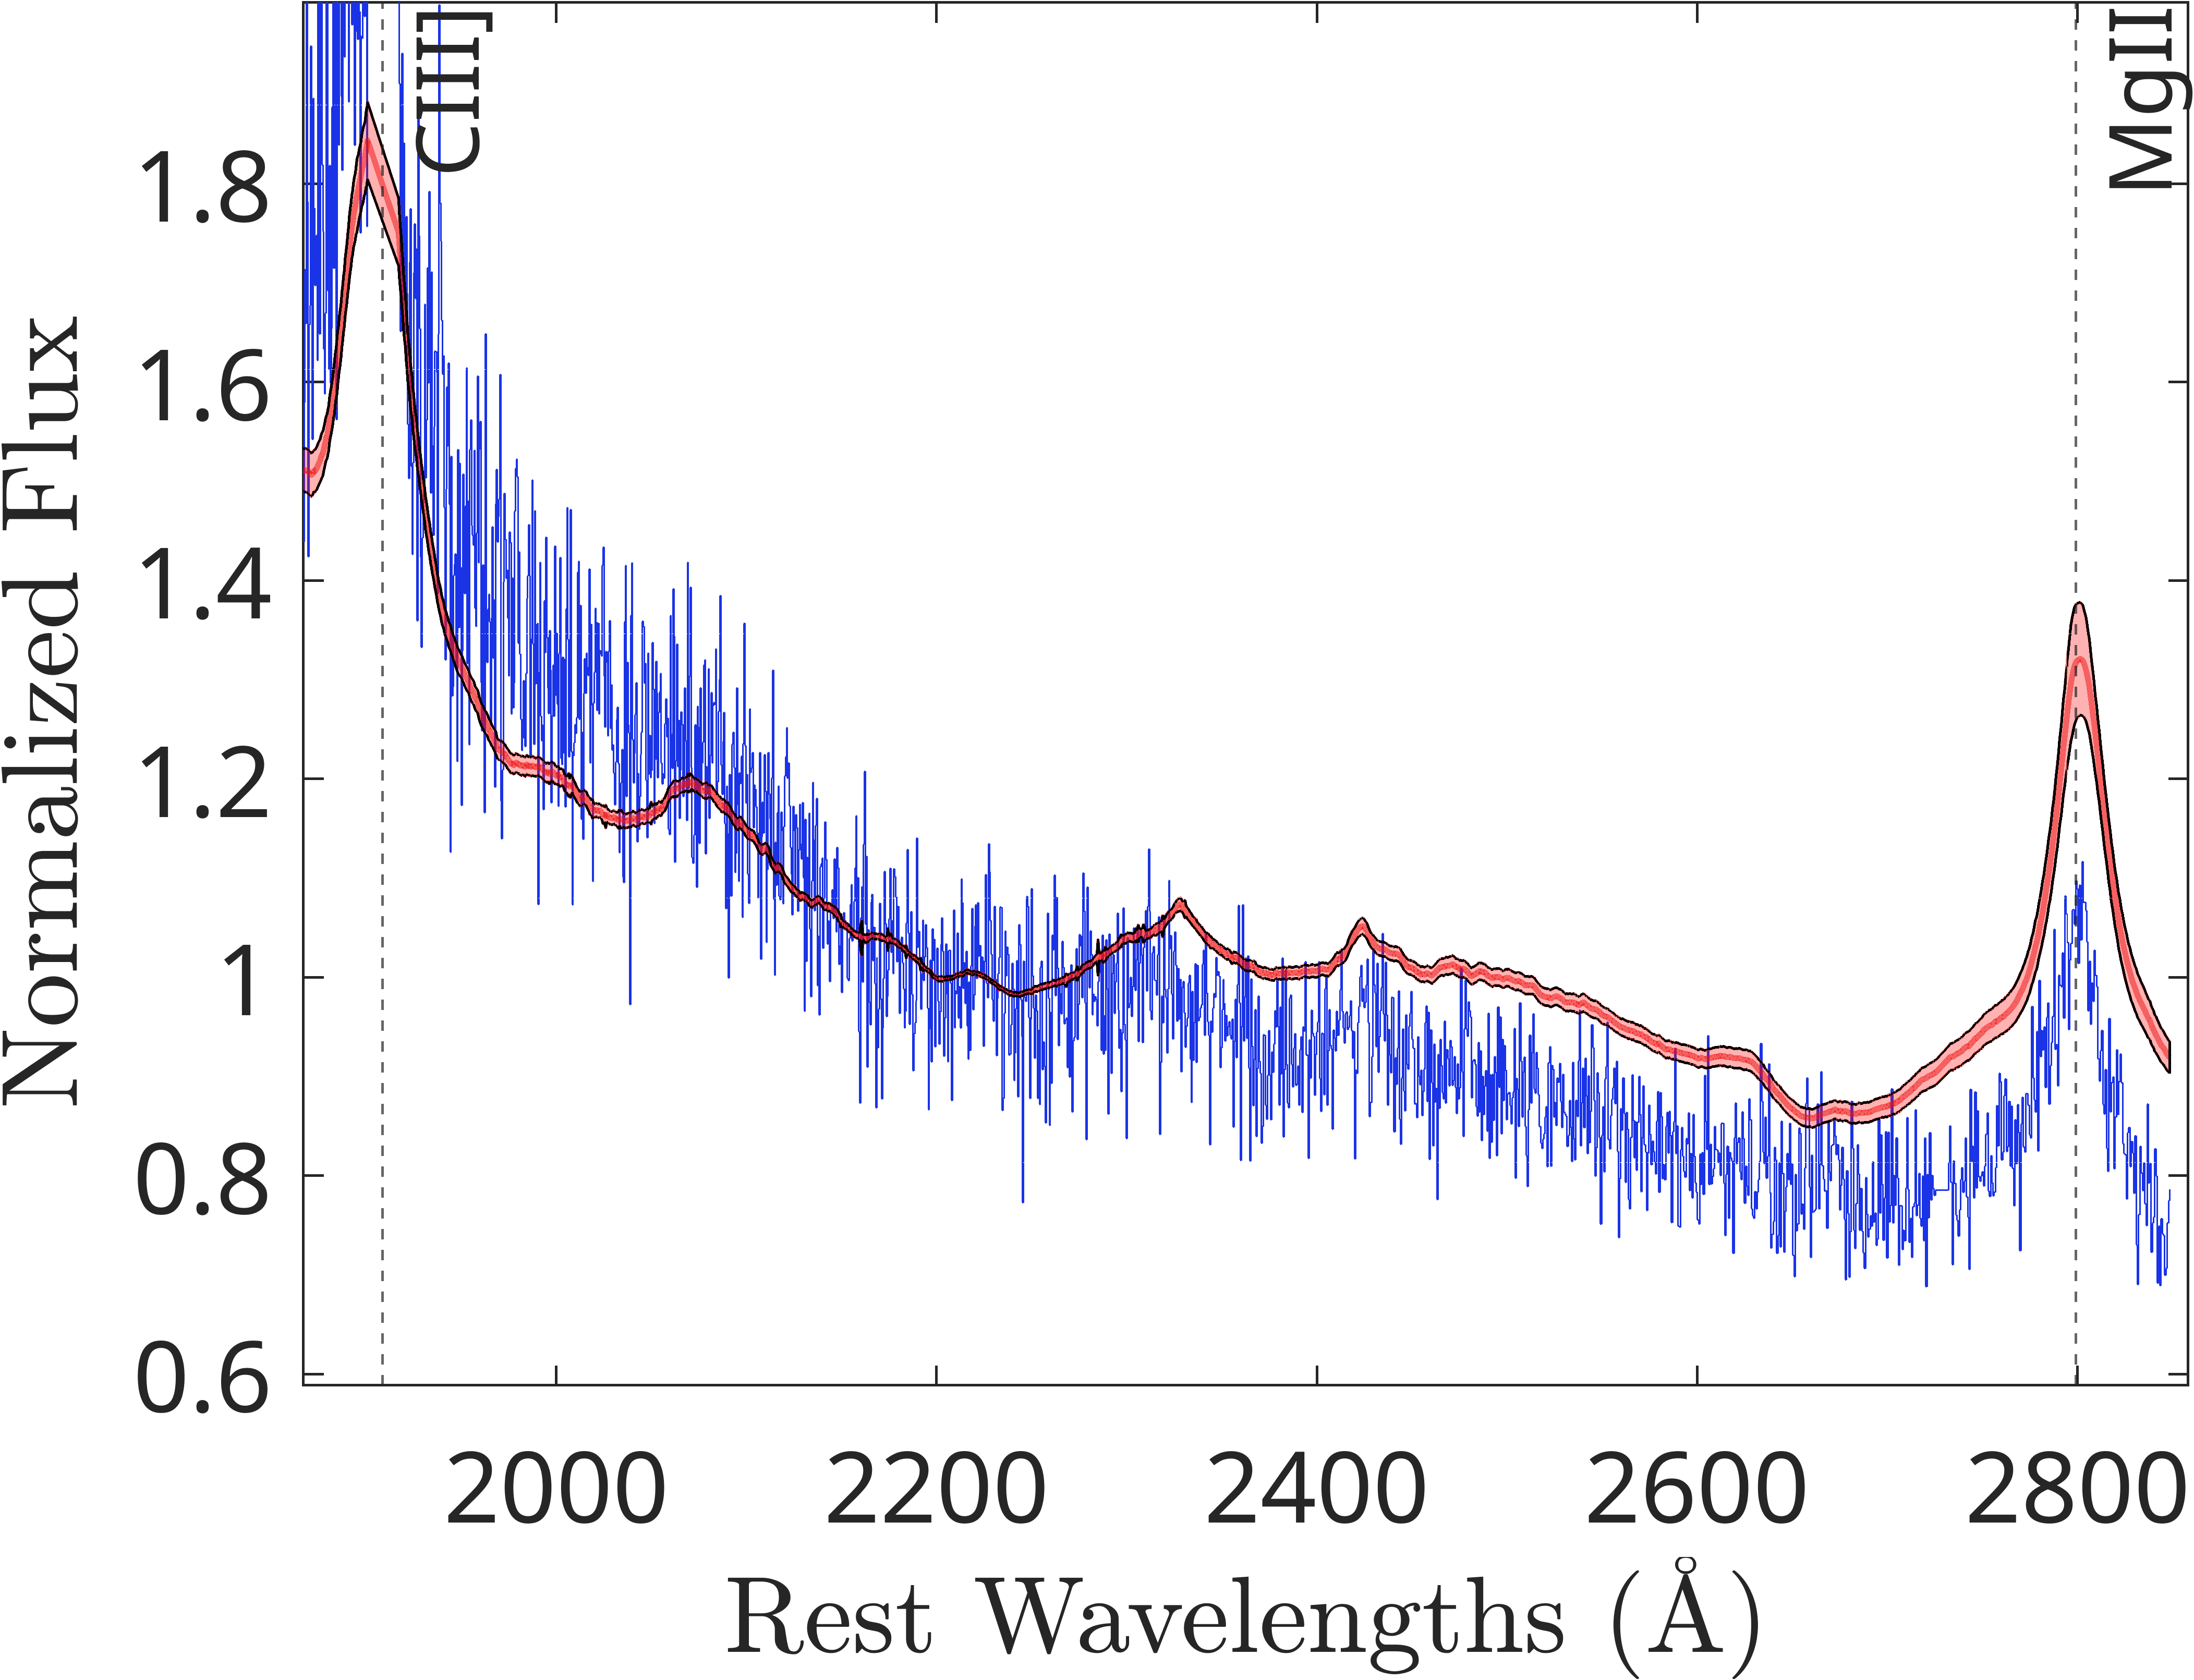 CIII]
MgII
Normalized Flux
1.8
1.6
1.4
1.2
1
0.8
0.6
2000 2200 2400 2600 2800
Rest Wavelengths (Å)